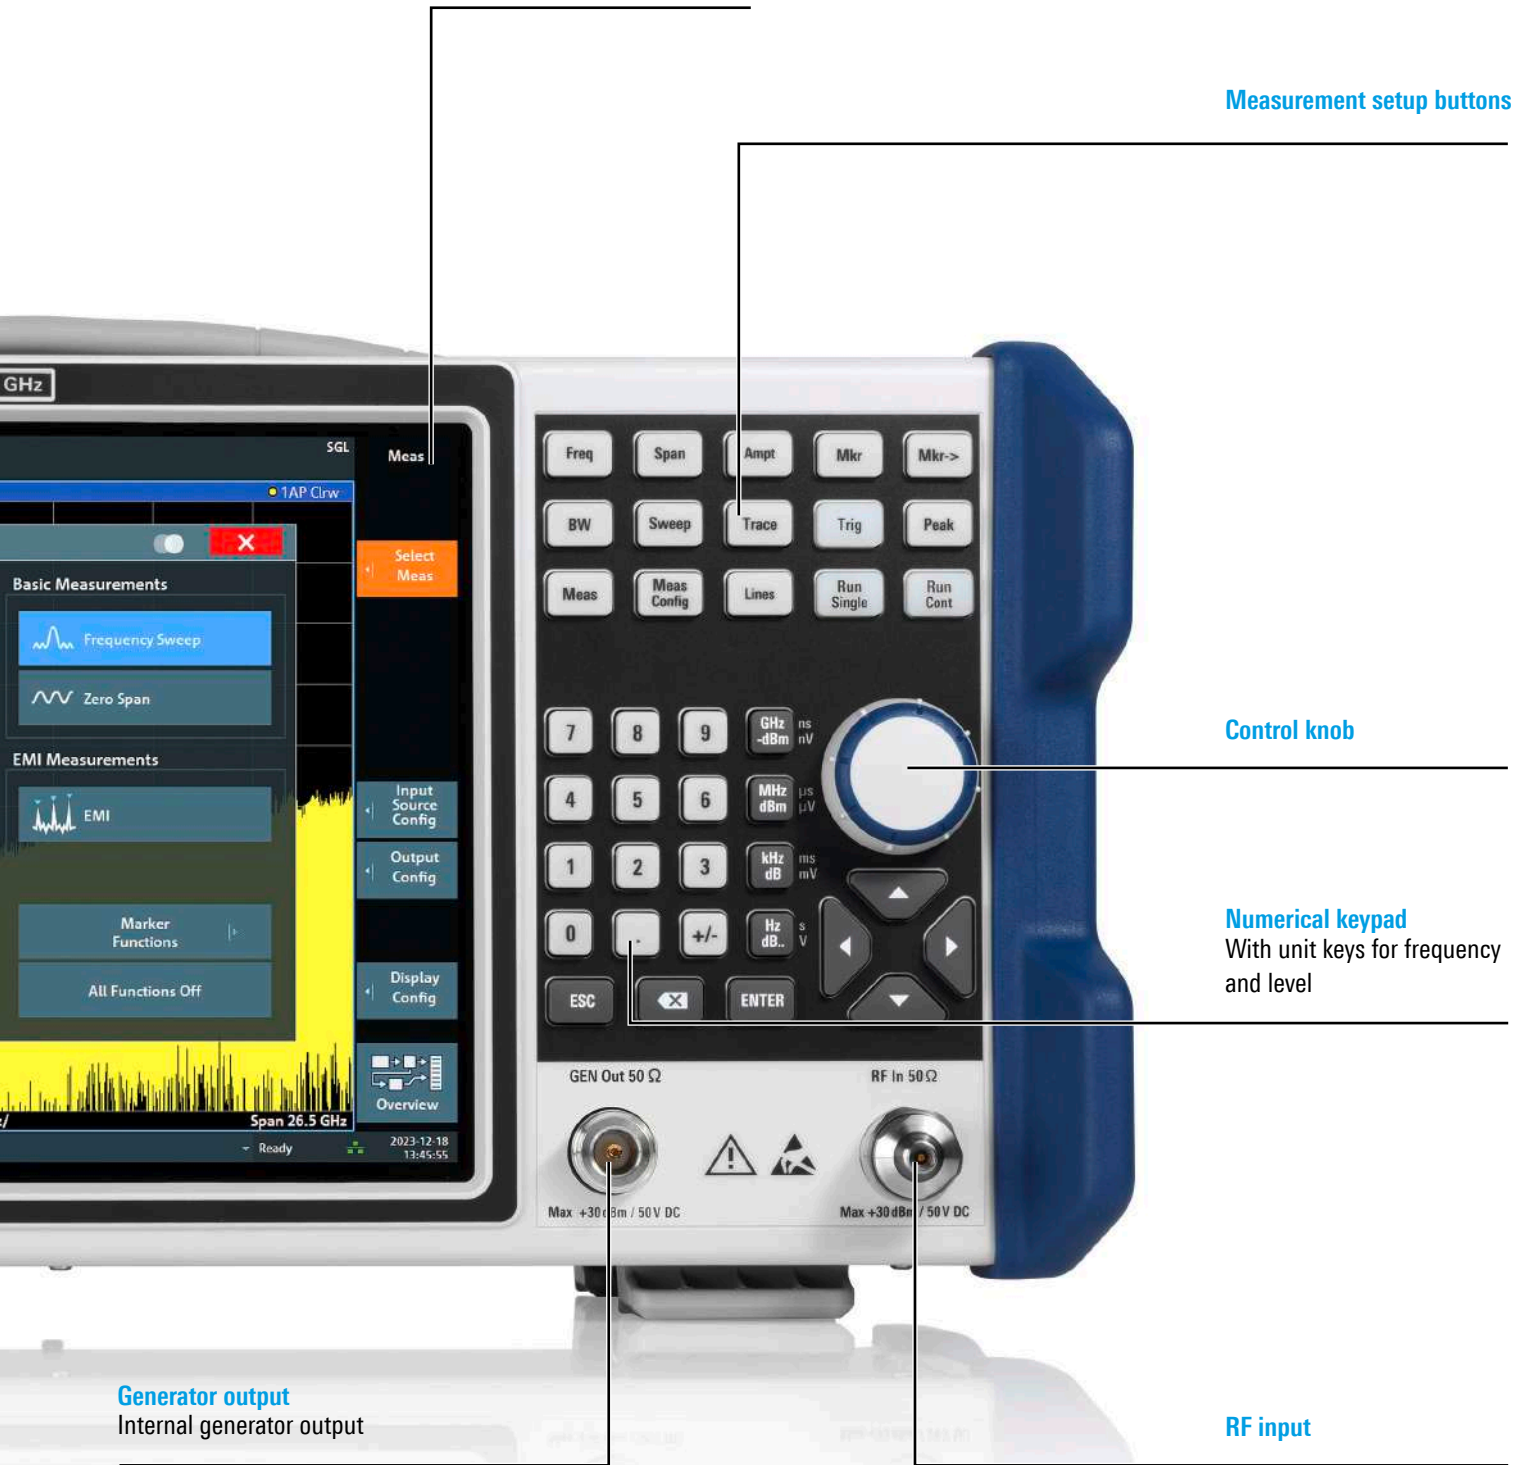 Measurement setup buttons
GHz
SGL
Meas
1AP Clrw
Select
Meas
Basic Measurements
Frequency Sweep
Zero Span
EMI Measurements
EMI
Input
Source
Config
Output
Config
Marker
Functions
All Functions Off
Display
Config
Overview
Span 26.5 GHz
Ready
2023-12-18
13:45:55
Freq Span Ampt Mkr Mkr->
BW Sweep Trace Trig Peak
Meas Meas Config Lines Run Single Run Cont
7 8 9 GHz -dBm ns nV
4 5 6 MHz dBm µs µV
1 2 3 kHz dB ms mV
0 . +/- Hz dB.. s V
ESC ENTER
Control knob
Numerical keypad
With unit keys for frequency
and level
GEN Out 50 Ω
RF In 50 Ω
Max +30 dBm / 50 V DC
Max +30 dBm / 50 V DC
Generator output
Internal generator output
RF input